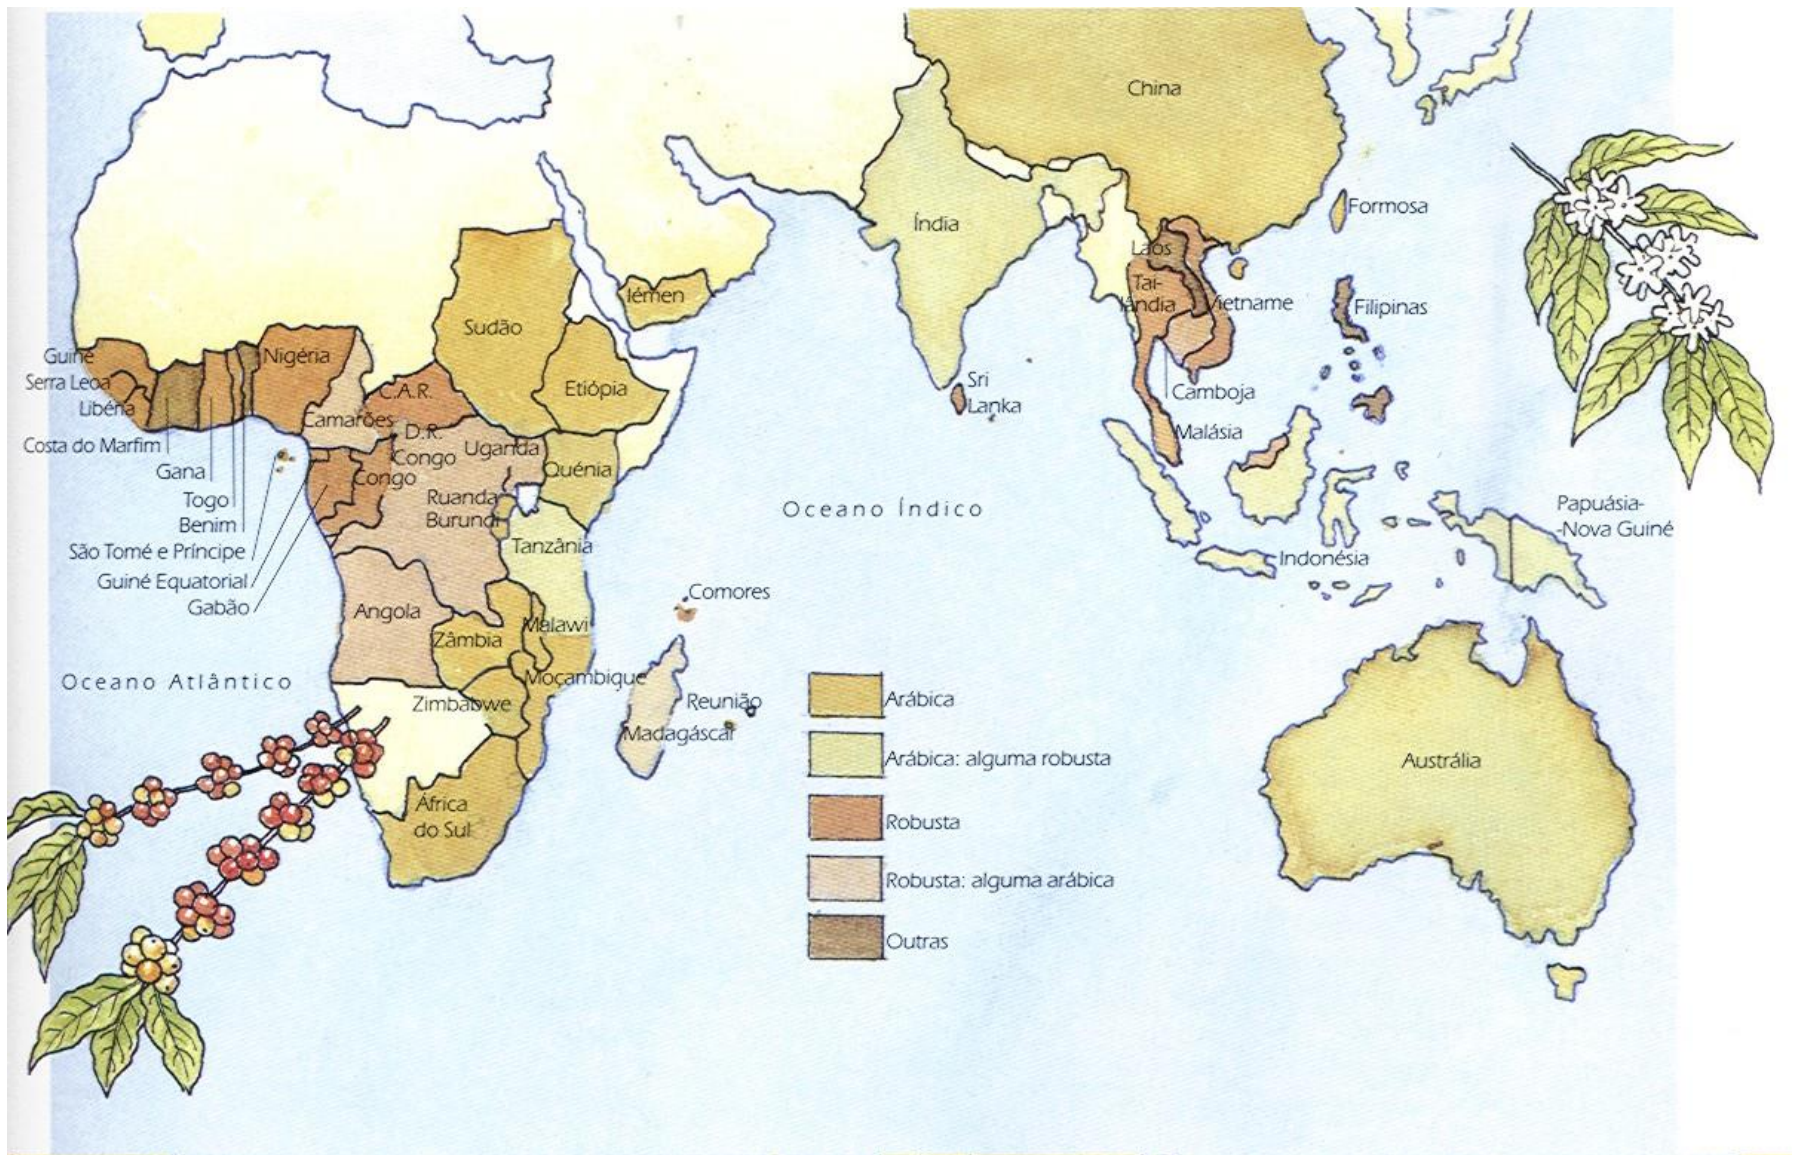 China
Formosa
Índia
Laos
Tai-
lândia
Vietname
Filipinas
Sri
Lanka
Camboja
Malásia
Iémen
Sudão
Etiópia
Nigéria
C.A.R.
Camarões
D.R.
Congo
Uganda
Quénia
Congo
Ruanda
Burundi
Tanzânia
Guiné
Serra Leoa
Libéria
Costa do Marfim
Gana
Togo
Benim
São Tomé e Príncipe
Guiné Equatorial
Gabão
Oceano Índico
Papuásia-
-Nova Guiné
Indonésia
Comores
Angola
Zâmbia
Malawi
Moçambique
Zimbabwe
Reunião
Madagáscar
Oceano Atlântico
África
do Sul
Austrália
Arábica
Arábica: alguma robusta
Robusta
Robusta: alguma arábica
Outras